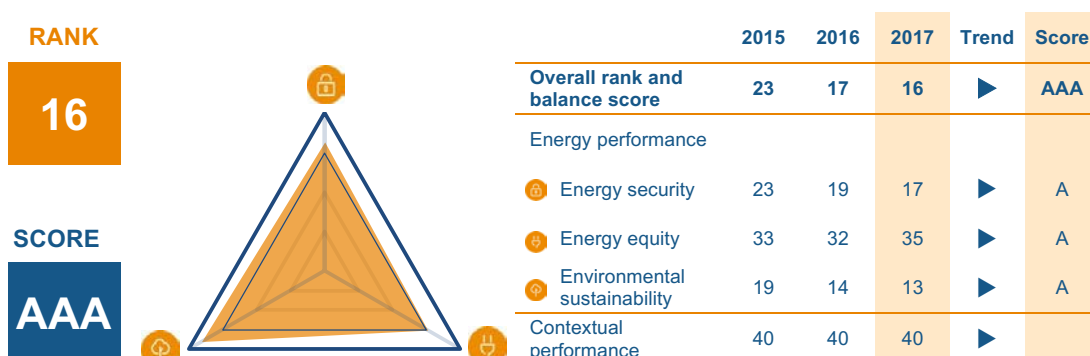 RANK
16
SCORE
AAA
2015 2016 2017 Trend Score
Overall rank and
balance score 23 17 16 AAA
Energy performance
Energy security 23 19 17 A
Energy equity 33 32 35 A
Environmental
sustainability 19 14 13 A
Contextual
performance 40 40 40